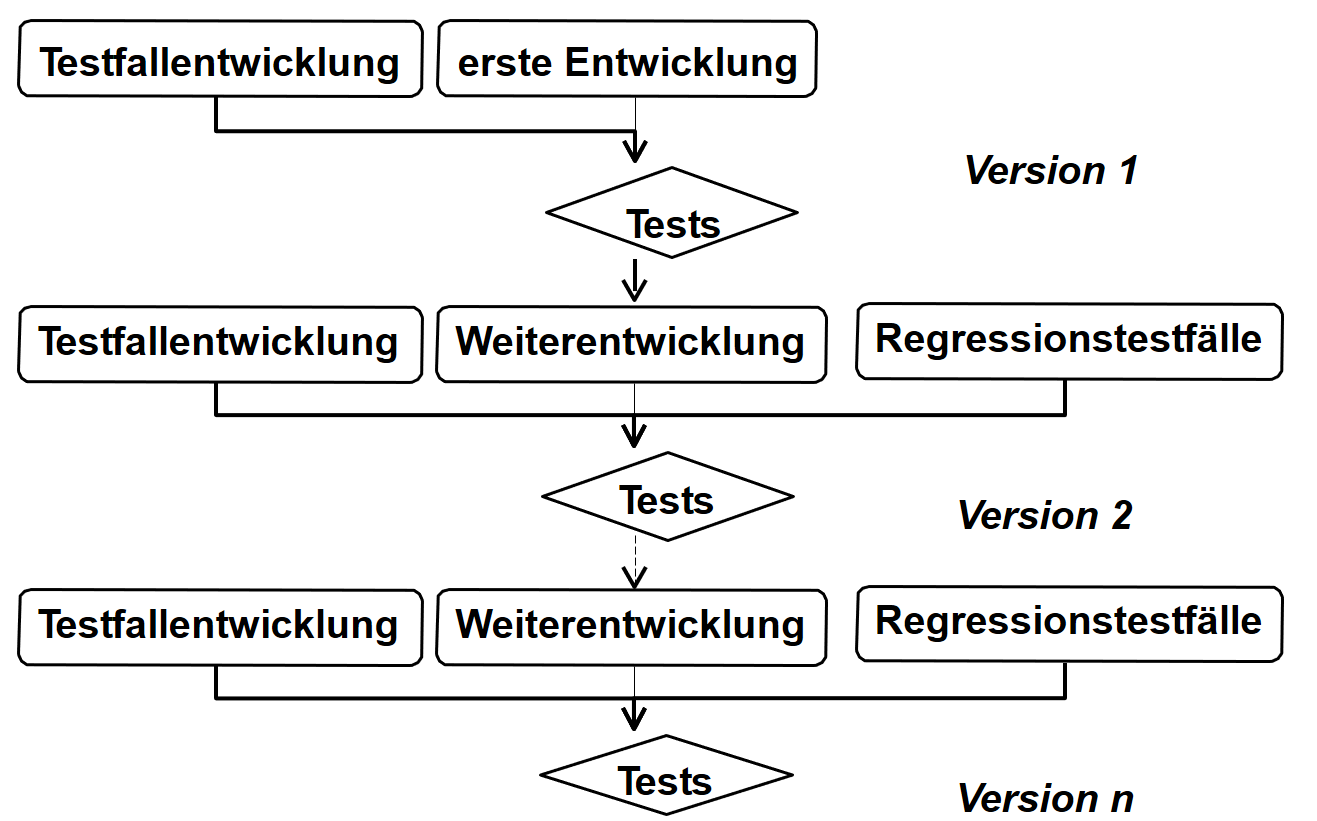 Testfallentwicklung
erste Entwicklung
Version 1
Tests
Testfallentwicklung
Weiterentwicklung
Regressionstestfälle
Tests
Version 2
Testfallentwicklung
Weiterentwicklung
Regressionstestfälle
Tests
Version n